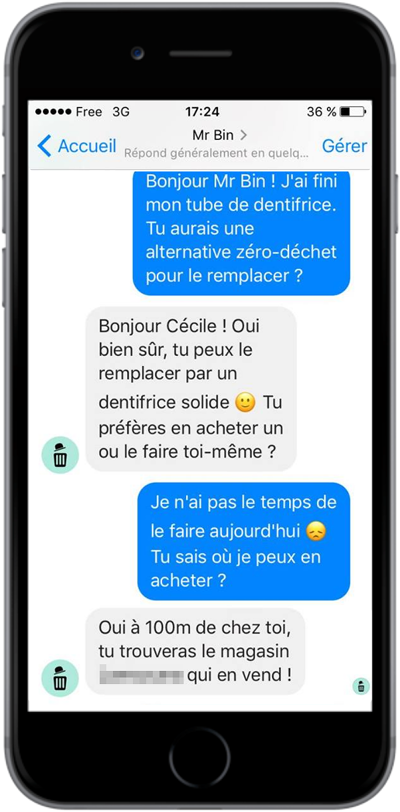 Free 3G 17:24 36 %
Mr Bin
Accueil Répond généralement en quelq... Gérer
Bonjour Mr Bin ! J'ai fini
mon tube de dentifrice.
Tu aurais une
alternative zéro-déchet
pour le remplacer ?
Bonjour Cécile ! Oui
bien sûr, tu peux le
remplacer par un
dentifrice solide 🙂 Tu
préfères en acheter un
ou le faire toi-même ?
Je n'ai pas le temps de
le faire aujourd'hui 😞
Tu sais où je peux en
acheter ?
Oui à 100m de chez toi,
tu trouveras le magasin
qui en vend !